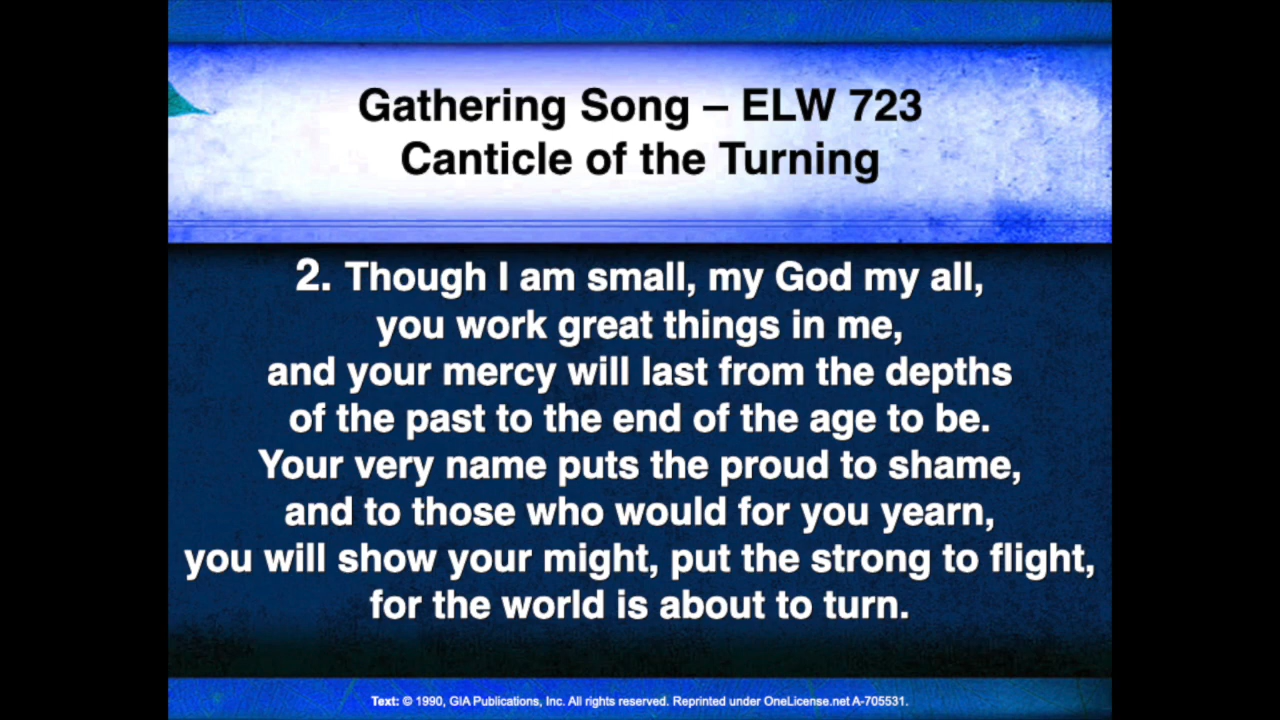 Gathering Song – ELW 723
Canticle of the Turning
2. Though I am small, my God my all,
you work great things in me,
and your mercy will last from the depths
of the past to the end of the age to be.
Your very name puts the proud to shame,
and to those who would for you yearn,
you will show your might, put the strong to flight,
for the world is about to turn.
Text: © 1990, GIA Publications, Inc. All rights reserved. Reprinted under OneLicense.net A-705531.